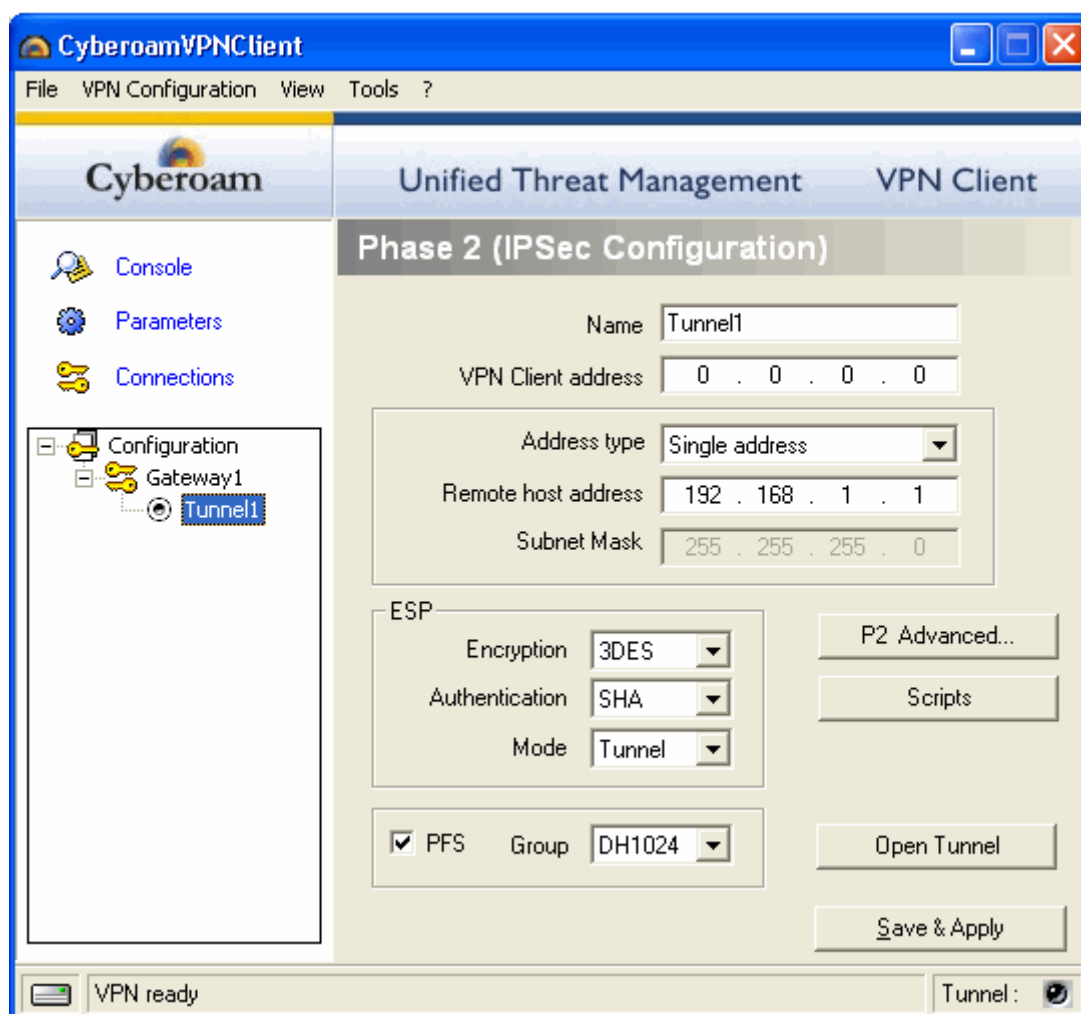 CyberoamVPNClient
File VPN Configuration View Tools ?
Cyberoam
Unified Threat Management VPN Client
Console
Parameters
Connections
Configuration
Gateway1
Tunnel1
Phase 2 (IPSec Configuration)
Name Tunnel1
VPN Client address 0 . 0 . 0 . 0
Address type Single address
Remote host address 192 . 168 . 1 . 1
Subnet Mask 255 . 255 . 255 . 0
ESP
Encryption 3DES
Authentication SHA
Mode Tunnel
P2 Advanced...
Scripts
PFS Group DH1024
Open Tunnel
Save & Apply
VPN ready
Tunnel :